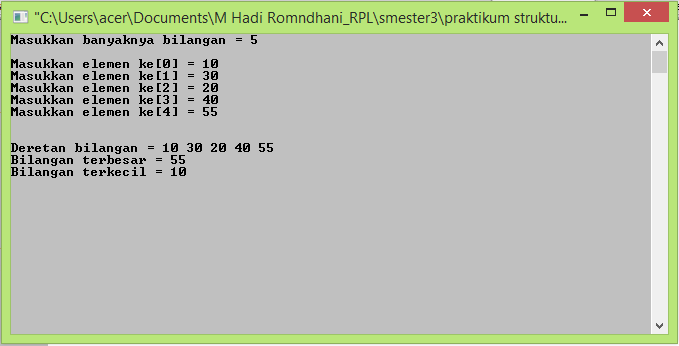 "C:\Users\acer\Documents\M Hadi Romndhani_RPL\smester3\praktikum struktu...
Masukkan banyaknya bilangan = 5
Masukkan elemen ke[0] = 10
Masukkan elemen ke[1] = 30
Masukkan elemen ke[2] = 20
Masukkan elemen ke[3] = 40
Masukkan elemen ke[4] = 55
Deretan bilangan = 10 30 20 40 55
Bilangan terbesar = 55
Bilangan terkecil = 10